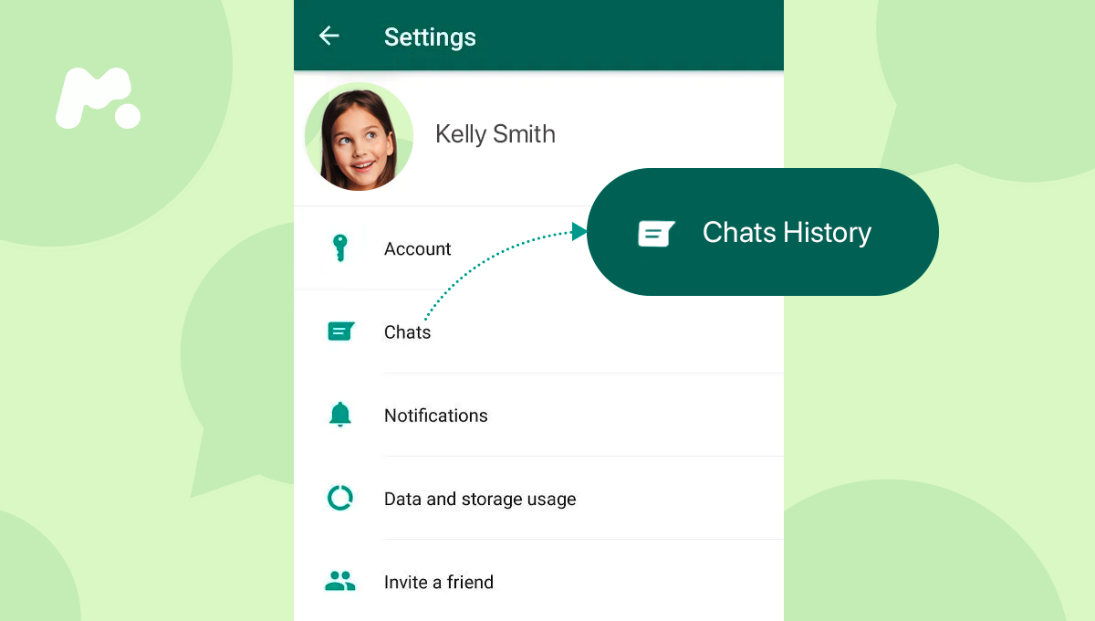 Settings
Kelly Smith
Chats History
Account
Chats
Notifications
Data and storage usage
Invite a friend